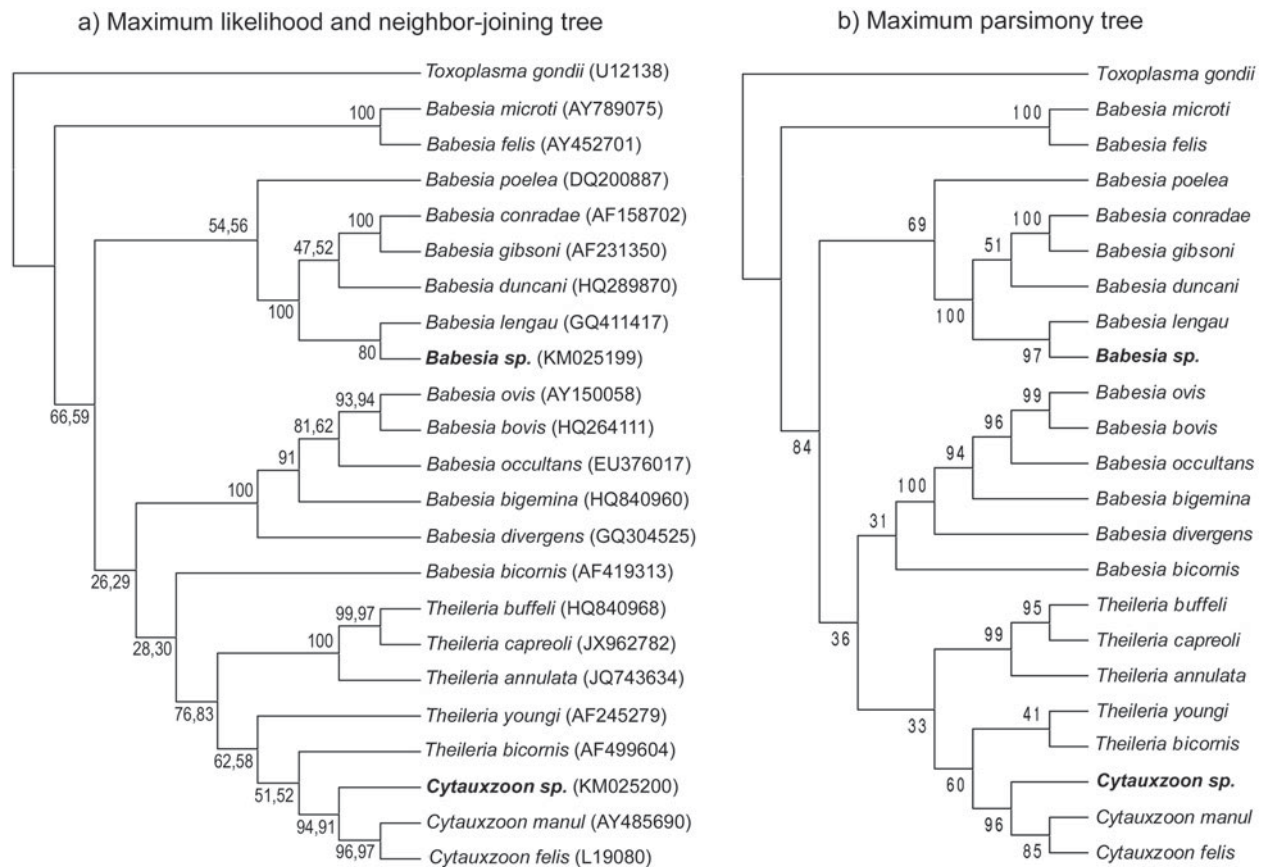 a) Maximum likelihood and neighbor-joining tree
Toxoplasma gondii (U12138)
100
Babesia microti (AY789075)
Babesia felis (AY452701)
Babesia poelea (DQ200887)
54,56
100
Babesia conradae (AF158702)
47,52
Babesia gibsoni (AF231350)
Babesia duncani (HQ289870)
100
Babesia lengau (GQ411417)
80
Babesia sp. (KM025199)
66,59
93,94
Babesia ovis (AY150058)
81,62
Babesia bovis (HQ264111)
91
Babesia occultans (EU376017)
100
Babesia bigemina (HQ840960)
Babesia divergens (GQ304525)
26,29
Babesia bicornis (AF419313)
99,97
Theileria buffeli (HQ840968)
28,30
100
Theileria capreoli (JX962782)
Theileria annulata (JQ743634)
76,83
Theileria youngi (AF245279)
62,58
Theileria bicornis (AF499604)
51,52
Cytauxzoon sp. (KM025200)
94,91
Cytauxzoon manul (AY485690)
96,97
Cytauxzoon felis (L19080)
b) Maximum parsimony tree
Toxoplasma gondii
100
Babesia microti
Babesia felis
Babesia poelea
69
100
Babesia conradae
51
Babesia gibsoni
Babesia duncani
100
Babesia lengau
97
Babesia sp.
84
99
Babesia ovis
96
Babesia bovis
94
Babesia occultans
100
Babesia bigemina
31
Babesia divergens
Babesia bicornis
95
Theileria buffeli
36
99
Theileria capreoli
Theileria annulata
33
41
Theileria youngi
Theileria bicornis
60
Cytauxzoon sp.
96
Cytauxzoon manul
85
Cytauxzoon felis